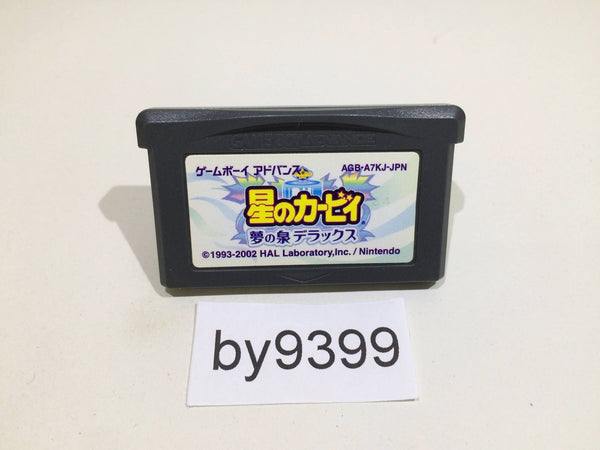 GAME BOY ADVANCE
ゲームボーイ アドバンス AGB-A7KJ-JPN
星のカービィ
夢の泉デラックス
©1993-2002 HAL Laboratory,Inc. / Nintendo
by9399